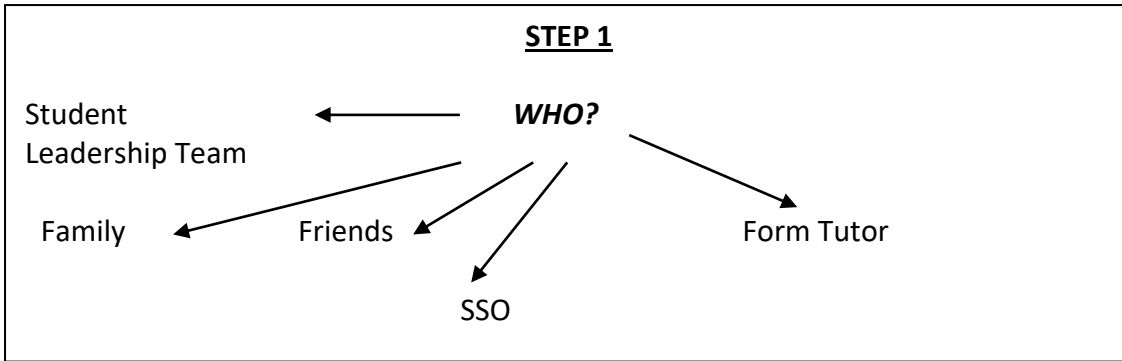 STEP 1
Student WHO?
Leadership Team
Family Friends Form Tutor
SSO